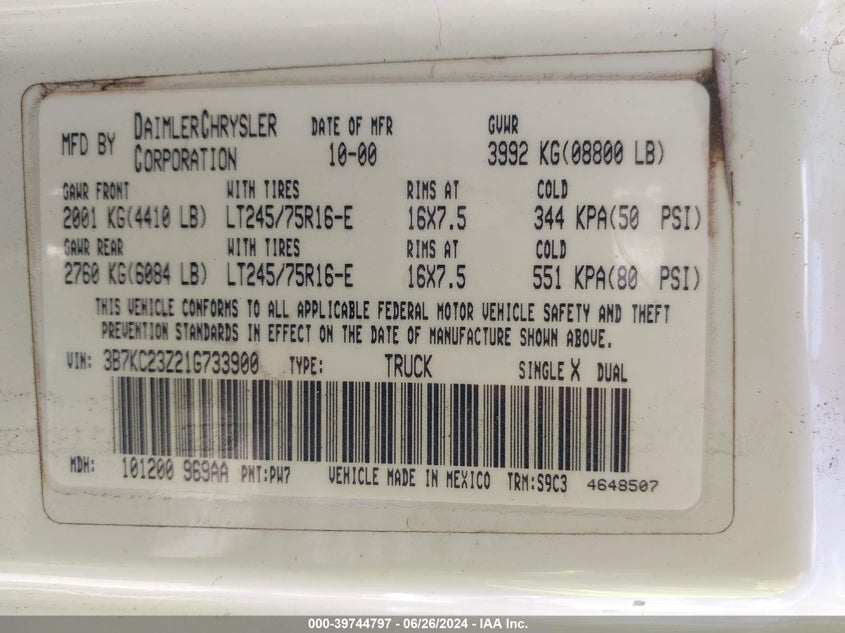 MFD BY DAIMLERCHRYSLER CORPORATION DATE OF MFR 10-00 GVWR 3992 KG(08800 LB)
GAWR FRONT WITH TIRES RIMS AT COLD
2001 KG(4410 LB) LT245/75R16-E 16X7.5 344 KPA(50 PSI)
GAWR REAR WITH TIRES RIMS AT COLD
2760 KG(6084 LB) LT245/75R16-E 16X7.5 551 KPA(80 PSI)
THIS VEHICLE CONFORMS TO ALL APPLICABLE FEDERAL MOTOR VEHICLE SAFETY AND THEFT
PREVENTION STANDARDS IN EFFECT ON THE DATE OF MANUFACTURE SHOWN ABOVE.
VIN: 3B7KC23Z21G733900 TYPE: TRUCK SINGLE X DUAL
MDH: 101200 969AA PNT:PW7 VEHICLE MADE IN MEXICO TRM:S9C3 4648507
000-39744797 - 06/26/2024 - IAA Inc.